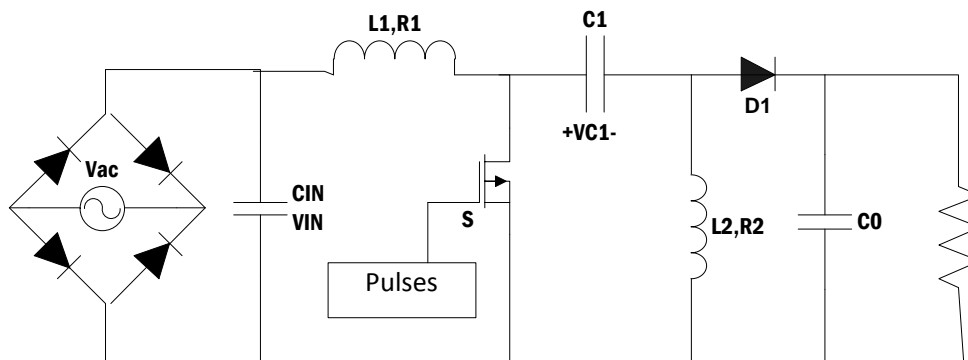 L1,R1
C1
Vac
CIN
VIN
+VC1-
D1
S
L2,R2
C0
Pulses